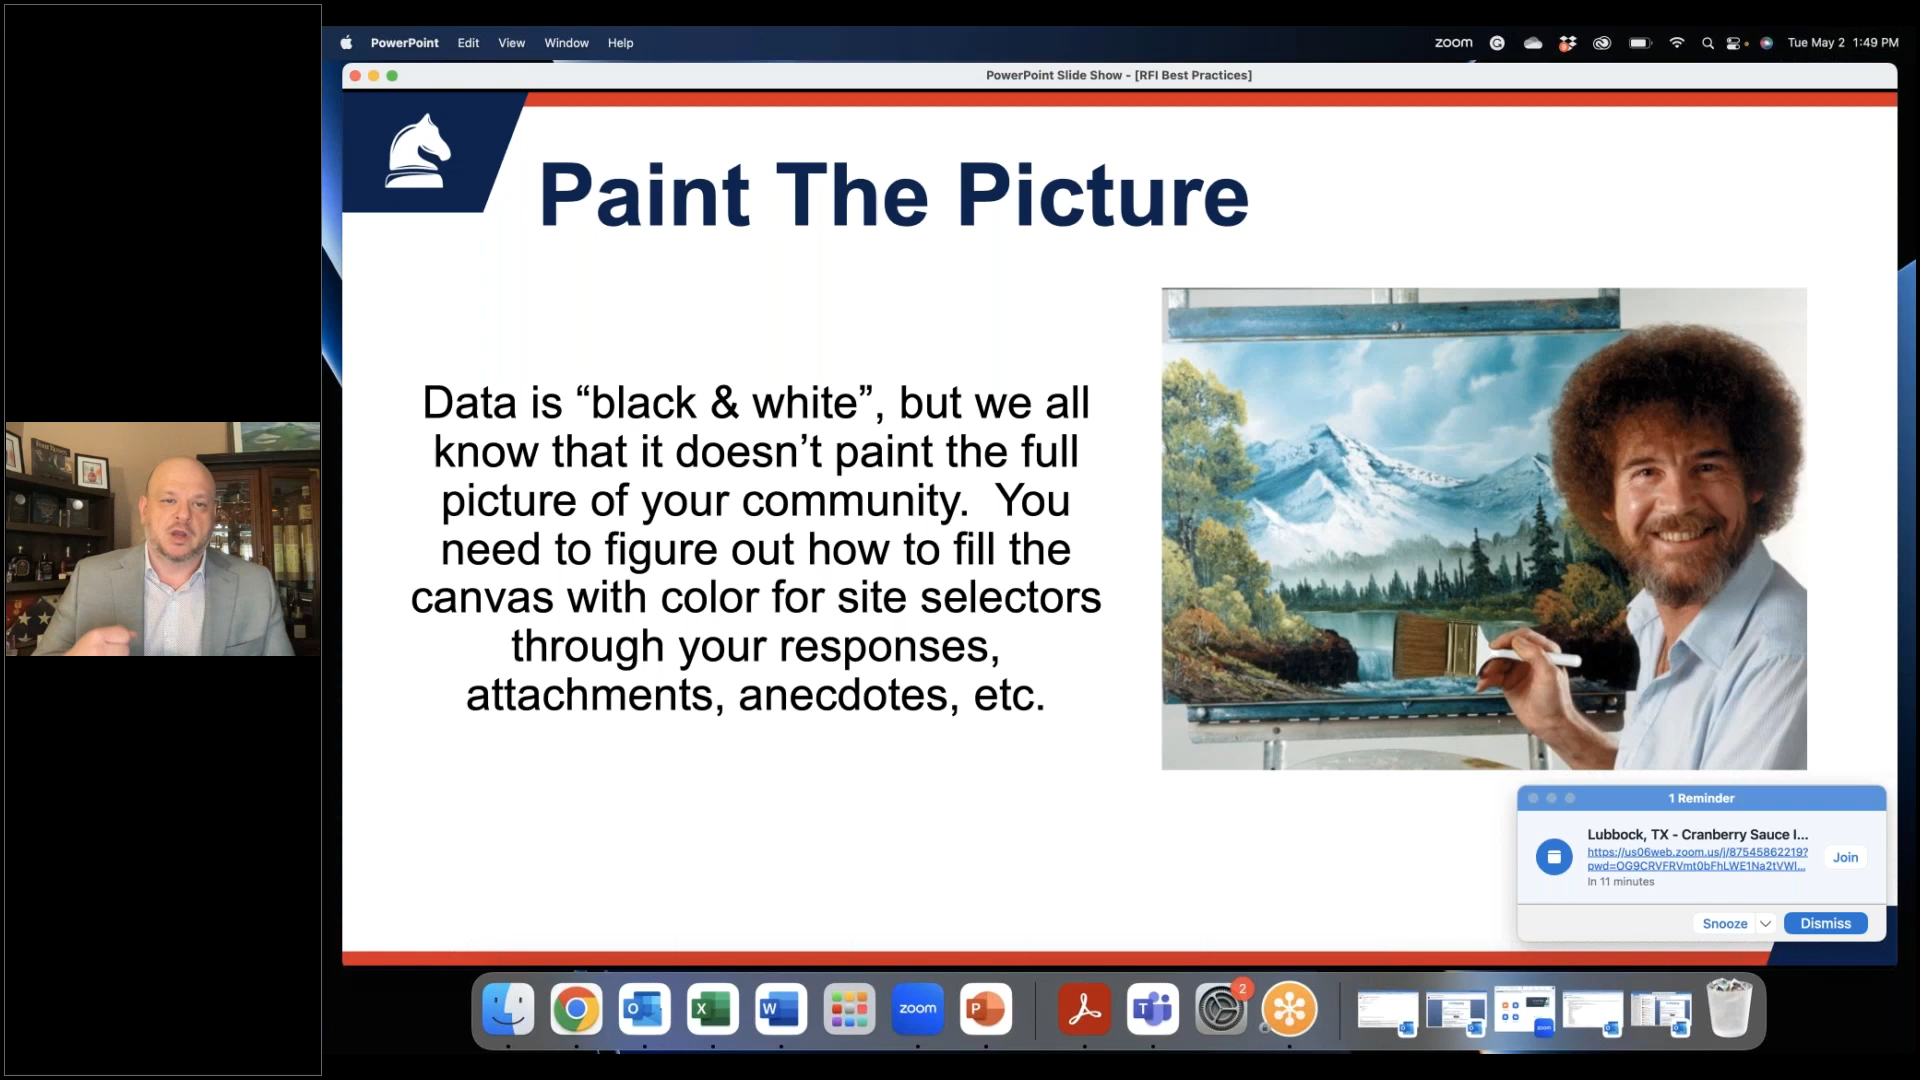 PowerPoint Edit View Window Help
zoom
Tue May 2 1:49 PM
PowerPoint Slide Show - [RFI Best Practices]
Paint The Picture
Data is “black & white”, but we all
know that it doesn’t paint the full
picture of your community. You
need to figure out how to fill the
canvas with color for site selectors
through your responses,
attachments, anecdotes, etc.
1 Reminder
Lubbock, TX - Cranberry Sauce I...
https://us06web.zoom.us/j/87545862219?
pwd=OG9CRVFRVmt0bFhLWE1Na2tVWl...
In 11 minutes
Join
Snooze
Dismiss
2
zoom